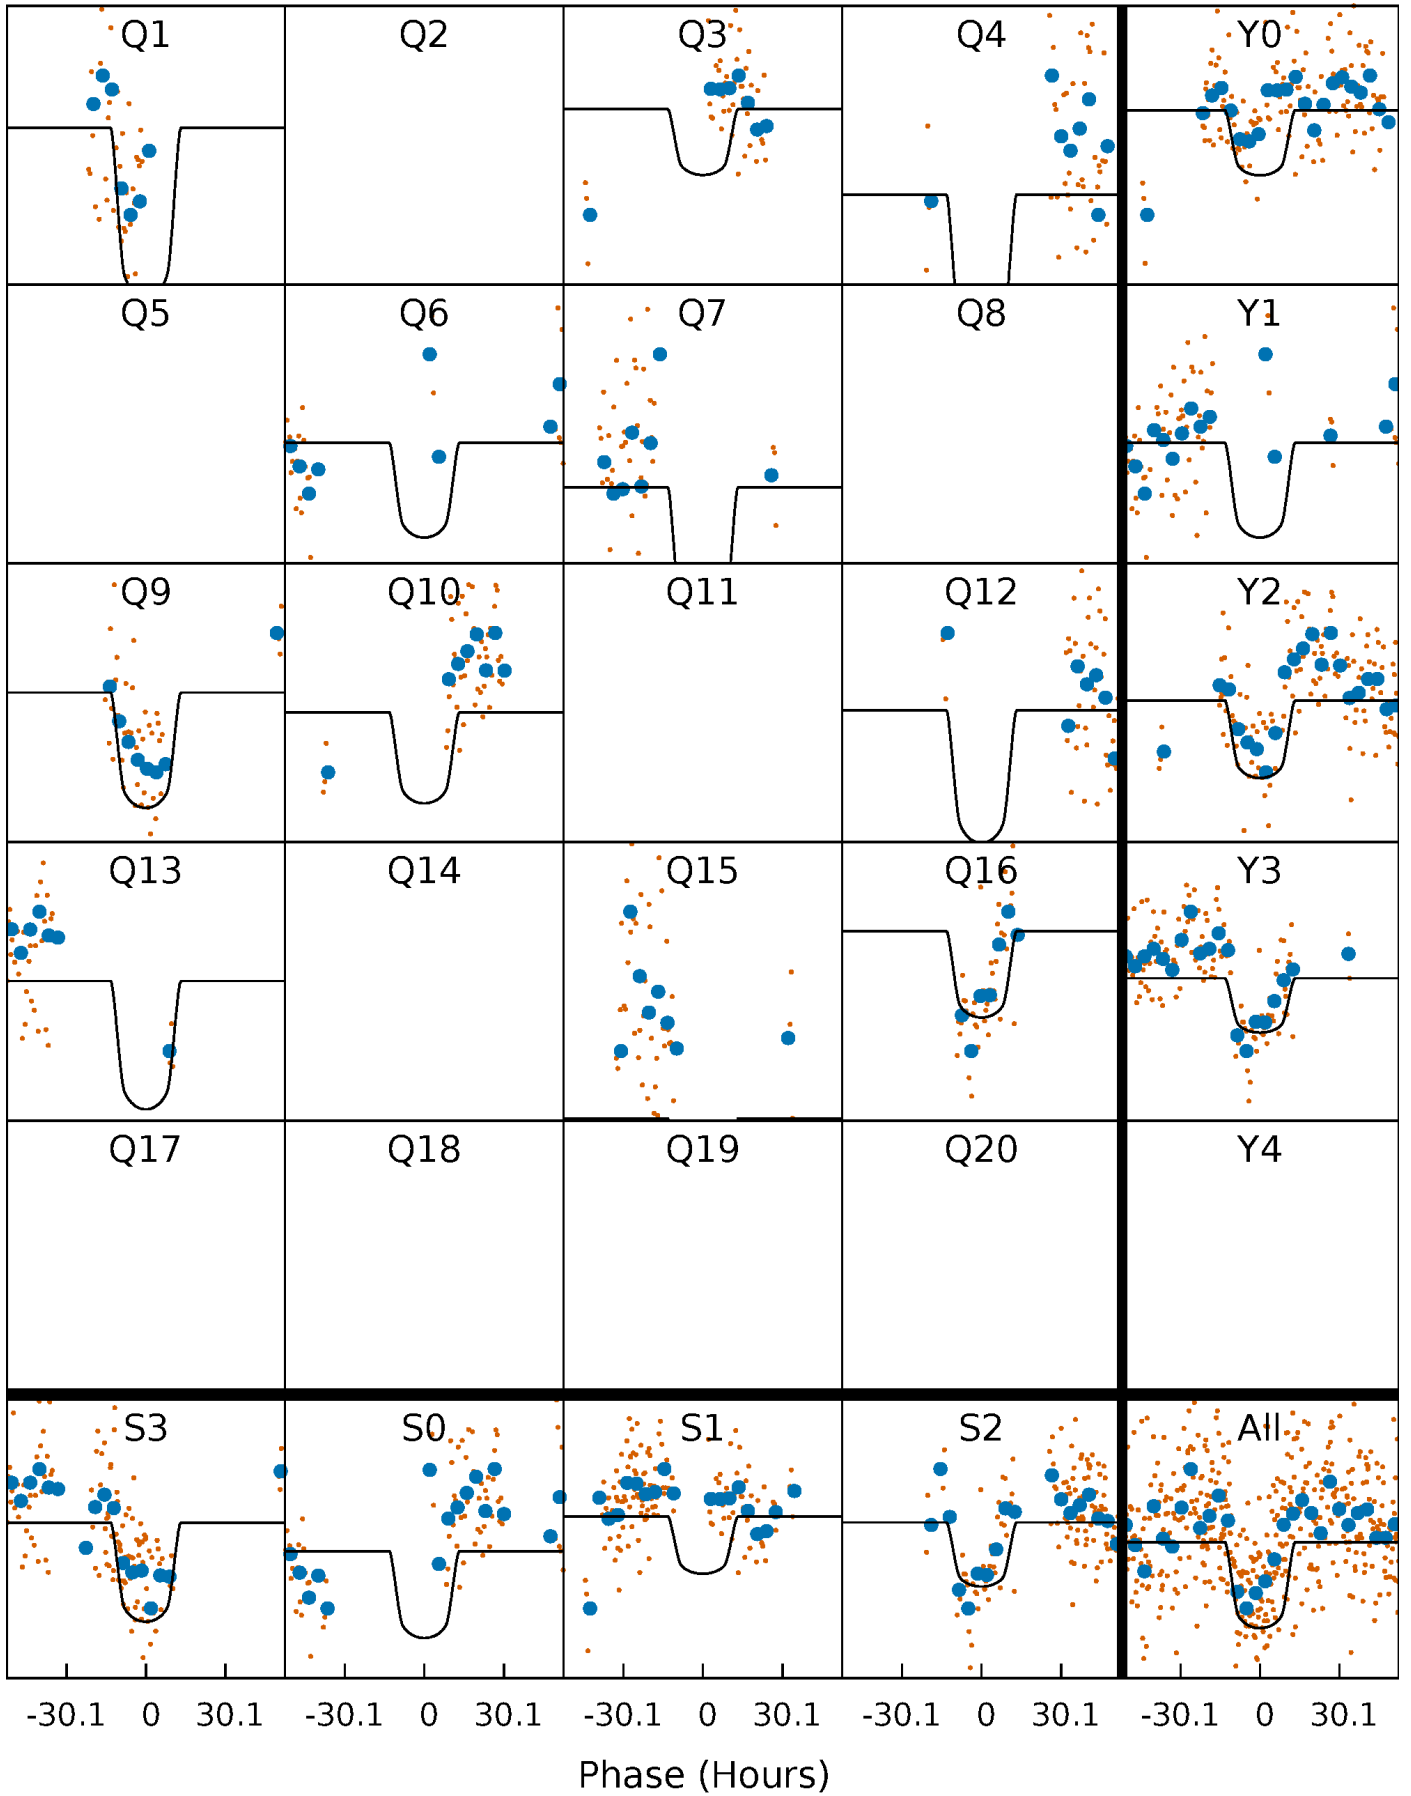 Q1 Q2 Q3 Q4 Y0
Q5 Q6 Q7 Q8 Y1
Q9 Q10 Q11 Q12 Y2
Q13 Q14 Q15 Q16 Y3
Q17 Q18 Q19 Q20 Y4
S3 S0 S1 S2 All
-30.1 0 30.1 -30.1 0 30.1 -30.1 0 30.1 -30.1 0 30.1 -30.1 0 30.1
Phase (Hours)